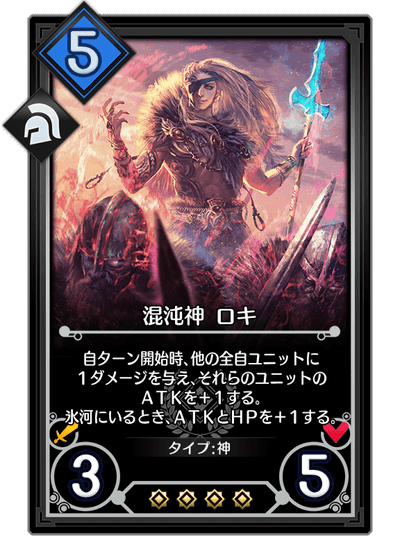 5
混沌神 ロキ
自ターン開始時、他の全自ユニットに
１ダメージを与え、それらのユニットの
ＡＴＫを＋１する。
氷河にいるとき、ＡＴＫとＨＰを＋１する。
タイプ:神
3 5